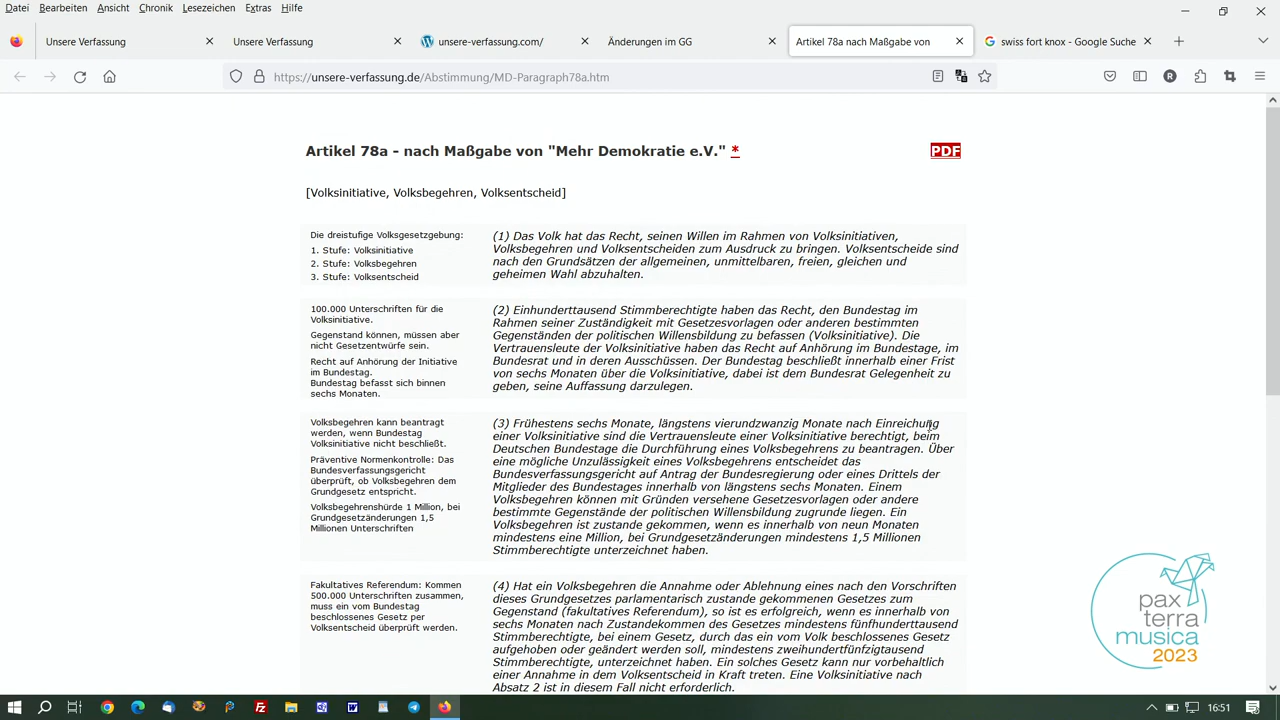 Datei Bearbeiten Ansicht Chronik Lesezeichen Extras Hilfe
Unsere Verfassung
Unsere Verfassung
unsere-verfassung.com/
Änderungen im GG
Artikel 78a nach Maßgabe von
swiss fort knox - Google Suche
https://unsere-verfassung.de/Abstimmung/MD-Paragraph78a.htm
Artikel 78a - nach Maßgabe von "Mehr Demokratie e.V." *
PDF
[Volksinitiative, Volksbegehren, Volksentscheid]
Die dreistufige Volksgesetzgebung:
1. Stufe: Volksinitiative
2. Stufe: Volksbegehren
3. Stufe: Volksentscheid
(1) Das Volk hat das Recht, seinen Willen im Rahmen von Volksinitiativen,
Volksbegehren und Volksentscheiden zum Ausdruck zu bringen. Volksentscheide sind
nach den Grundsätzen der allgemeinen, unmittelbaren, freien, gleichen und
geheimen Wahl abzuhalten.
100.000 Unterschriften für die
Volksinitiative.
Gegenstand können, müssen aber
nicht Gesetzentwürfe sein.
Recht auf Anhörung der Initiative
im Bundestag.
Bundestag befasst sich binnen
sechs Monaten.
(2) Einhunderttausend Stimmberechtigte haben das Recht, den Bundestag im
Rahmen seiner Zuständigkeit mit Gesetzesvorlagen oder anderen bestimmten
Gegenständen der politischen Willensbildung zu befassen (Volksinitiative). Die
Vertrauensleute der Volksinitiative haben das Recht auf Anhörung im Bundestage, im
Bundesrat und in deren Ausschüssen. Der Bundestag beschließt innerhalb einer Frist
von sechs Monaten über die Volksinitiative, dabei ist dem Bundesrat Gelegenheit zu
geben, seine Auffassung darzulegen.
Volksbegehren kann beantragt
werden, wenn Bundestag
Volksinitiative nicht beschließt.
Präventive Normenkontrolle: Das
Bundesverfassungsgericht
überprüft, ob Volksbegehren dem
Grundgesetz entspricht.
Volksbegehrenshürde 1 Million, bei
Grundgesetzänderungen 1,5
Millionen Unterschriften
(3) Frühestens sechs Monate, längstens vierundzwanzig Monate nach Einreichung
einer Volksinitiative sind die Vertrauensleute einer Volksinitiative berechtigt, beim
Deutschen Bundestage die Durchführung eines Volksbegehrens zu beantragen. Über
eine mögliche Unzulässigkeit eines Volksbegehrens entscheidet das
Bundesverfassungsgericht auf Antrag der Bundesregierung oder eines Drittels der
Mitglieder des Bundestages innerhalb von längstens sechs Monaten. Einem
Volksbegehren können mit Gründen versehene Gesetzesvorlagen oder andere
bestimmte Gegenstände der politischen Willensbildung zugrunde liegen. Ein
Volksbegehren ist zustande gekommen, wenn es innerhalb von neun Monaten
mindestens eine Million, bei Grundgesetzänderungen mindestens 1,5 Millionen
Stimmberechtigte unterzeichnet haben.
Fakultatives Referendum: Kommen
500.000 Unterschriften zusammen,
muss ein vom Bundestag
beschlossenes Gesetz per
Volksentscheid überprüft werden.
(4) Hat ein Volksbegehren die Annahme oder Ablehnung eines nach den Vorschriften
dieses Grundgesetzes parlamentarisch zustande gekommenen Gesetzes zum
Gegenstand (fakultatives Referendum), so ist es erfolgreich, wenn es innerhalb von
sechs Monaten nach Zustandekommen des Gesetzes mindestens fünfhunderttausend
Stimmberechtigte, bei einem Gesetz, durch das ein vom Volk beschlossenes Gesetz
aufgehoben oder geändert werden soll, mindestens zweihundertfünfzigtausend
Stimmberechtigte, unterzeichnet haben. Ein solches Gesetz kann nur vorbehaltlich
einer Annahme in dem Volksentscheid in Kraft treten. Eine Volksinitiative nach
Absatz 2 ist in diesem Fall nicht erforderlich.
pax
terra
musica
2023
16:51